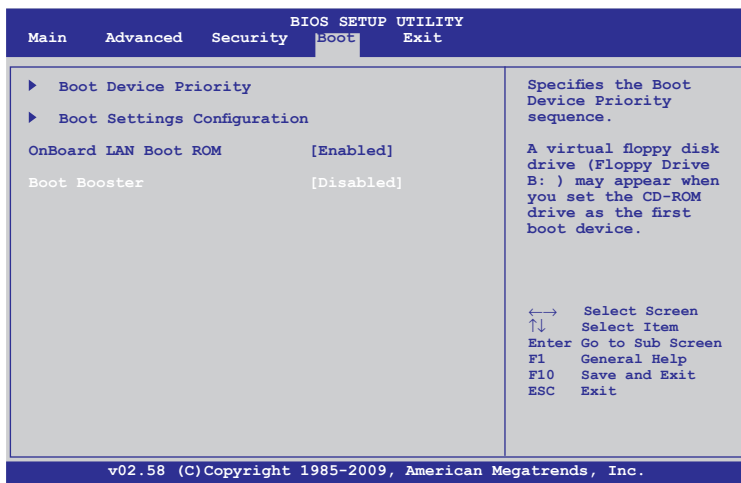 BIOS SETUP UTILITY
Main Advanced Security Boot Exit
Boot Device Priority
Boot Settings Configuration
OnBoard LAN Boot ROM [Enabled]
Boot Booster [Disabled]
Specifies the Boot
Device Priority
sequence.
A virtual floppy disk
drive (Floppy Drive
B: ) may appear when
you set the CD-ROM
drive as the first
boot device.
←→ Select Screen
↑↓ Select Item
Enter Go to Sub Screen
F1 General Help
F10 Save and Exit
ESC Exit
v02.58 (C)Copyright 1985-2009, American Megatrends, Inc.